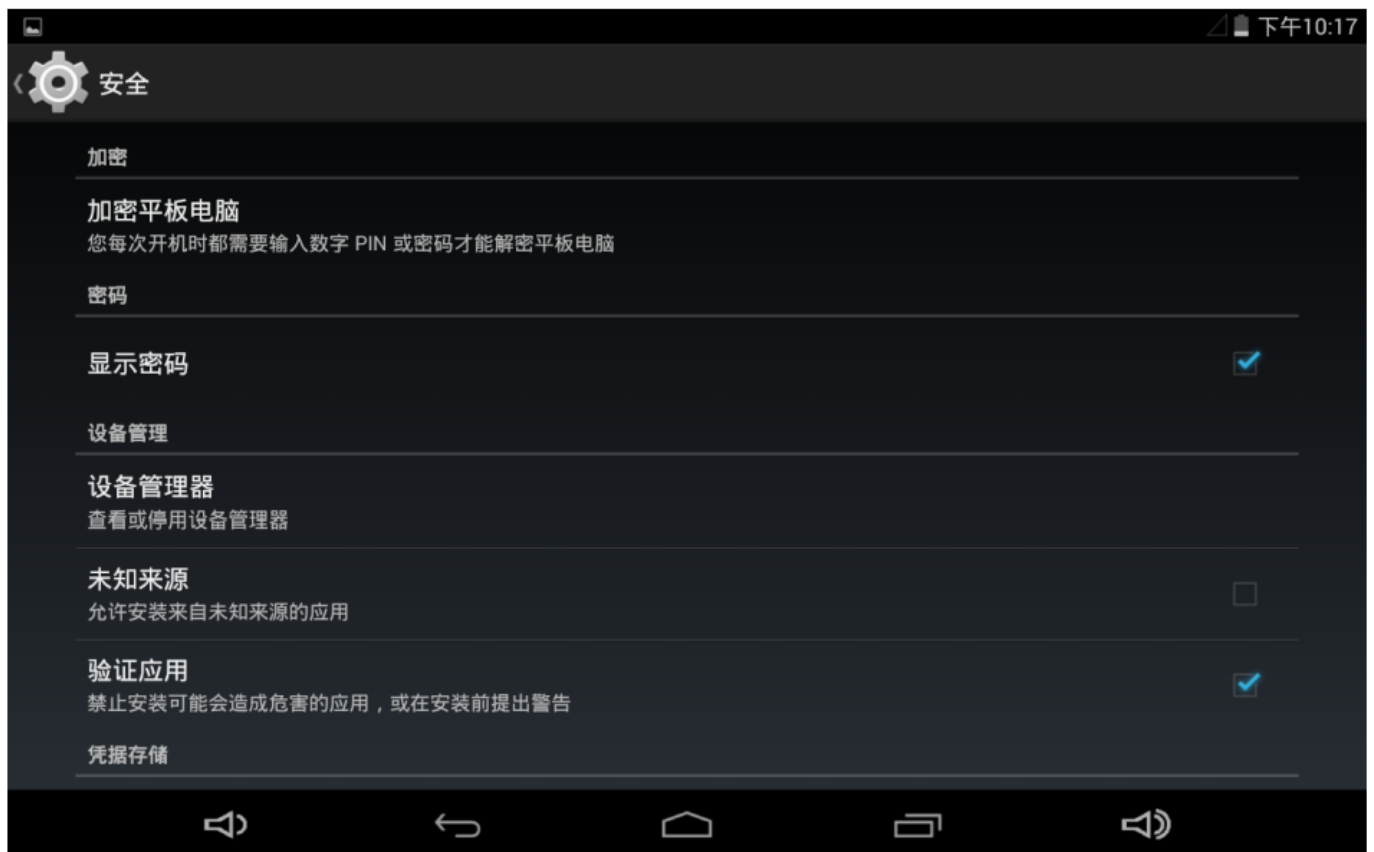 下午10:17
安全
加密
加密平板电脑
您每次开机时都需要输入数字 PIN 或密码才能解密平板电脑
密码
显示密码
设备管理
设备管理器
查看或停用设备管理器
未知来源
允许安装来自未知来源的应用
验证应用
禁止安装可能会造成危害的应用，或在安装前提出警告
凭据存储